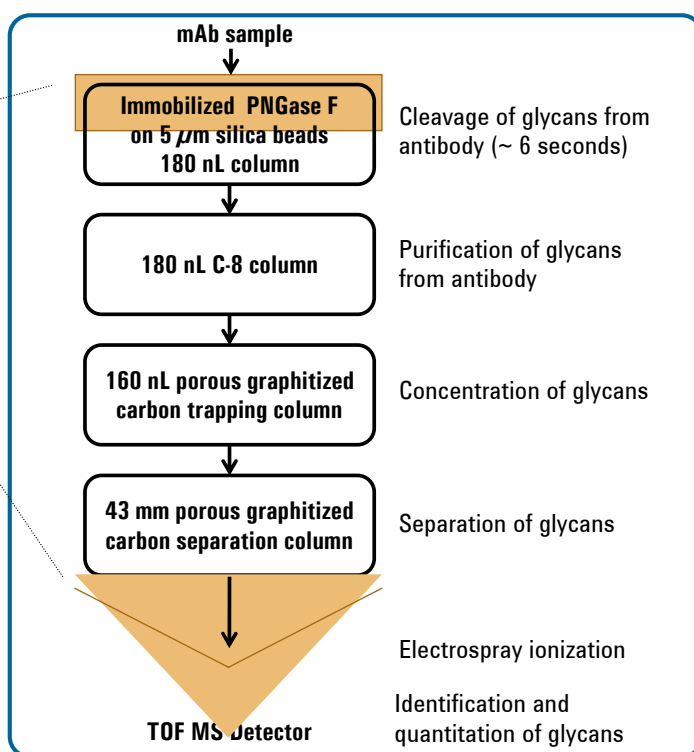 mAb sample
Immobilized PNGase F
on 5 µm silica beads
180 nL column
Cleavage of glycans from
antibody (~ 6 seconds)
180 nL C-8 column
Purification of glycans
from antibody
160 nL porous graphitized
carbon trapping column
Concentration of glycans
43 mm porous graphitized
carbon separation column
Separation of glycans
Electrospray ionization
TOF MS Detector
Identification and
quantitation of glycans